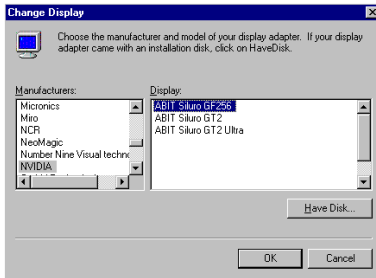 Change Display
Choose the manufacturer and model of your display adapter. If your display
adapter came with an installation disk, click on HaveDisk.
Manufacturers:
Micronics
Miro
NCR
NeoMagic
Number Nine Visual techno
NVIDIA
Display:
ABIT Siluro GF256
ABIT Siluro GT2
ABIT Siluro GT2 Ultra
Have Disk...
OK
Cancel